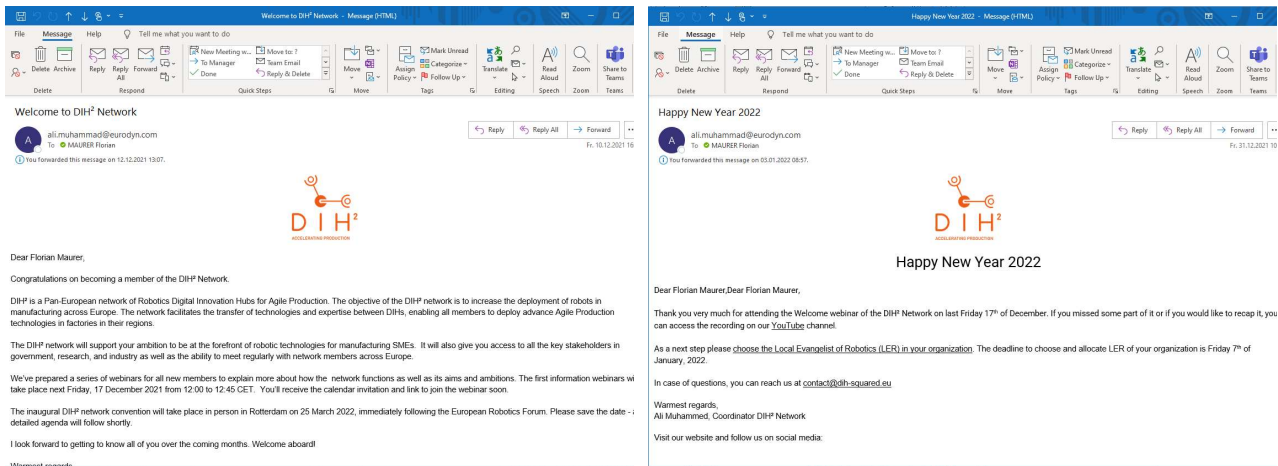 Welcome to DIH² Network - Message (HTML)
File Message Help Tell me what you want to do
Delete Archive
Reply Reply All Forward
New Meeting w... Move to: ?
To Manager Team Email
Done Reply & Delete
Move
Assign Policy Mark Unread
Categorize
Follow Up
Translate
Read Aloud
Zoom
Share to Teams
Delete Respond Quick Steps Move Tags Editing Speech Zoom Teams
Welcome to DIH² Network
A
ali.muhammad@eurodyn.com
To MAURER Florian
Reply Reply All Forward
Fr. 10.12.2021 16
You forwarded this message on 12.12.2021 13:07.
DIH²
ACCELERATING PRODUCTION
Dear Florian Maurer,
Congratulations on becoming a member of the DIH² Network.
DIH² is a Pan-European network of Robotics Digital Innovation Hubs for Agile Production. The objective of the DIH² network is to increase the deployment of robots in
manufacturing across Europe. The network facilitates the transfer of technologies and expertise between DIHs, enabling all members to deploy advance Agile Production
technologies in factories in their regions.
The DIH² network will support your ambition to be at the forefront of robotic technologies for manufacturing SMEs. It will also give you access to all the key stakeholders in
government, research, and industry as well as the ability to meet regularly with network members across Europe.
We've prepared a series of webinars for all new members to explain more about how the network functions as well as its aims and ambitions. The first information webinars wi
take place next Friday, 17 December 2021 from 12:00 to 12:45 CET. You'll receive the calendar invitation and link to join the webinar soon.
The inaugural DIH² network convention will take place in person in Rotterdam on 25 March 2022, immediately following the European Robotics Forum. Please save the date -
detailed agenda will follow shortly.
I look forward to getting to know all of you over the coming months. Welcome aboard!
Warmest regards
Happy New Year 2022 - Message (HTML)
File Message Help Tell me what you want to do
Delete Archive
Reply Reply All Forward
New Meeting w... Move to: ?
To Manager Team Email
Done Reply & Delete
Move
Assign Policy Mark Unread
Categorize
Follow Up
Translate
Read Aloud
Zoom
Share to Teams
Delete Respond Quick Steps Move Tags Editing Speech Zoom Teams
Happy New Year 2022
A
ali.muhammad@eurodyn.com
To MAURER Florian
Reply Reply All Forward
Fr. 31.12.2021 10
You forwarded this message on 03.01.2022 08:57.
DIH²
ACCELERATING PRODUCTION
Happy New Year 2022
Dear Florian Maurer,Dear Florian Maurer,
Thank you very much for attending the Welcome webinar of the DIH² Network on last Friday 17th of December. If you missed some part of it or if you would like to recap it, you
can access the recording on our YouTube channel.
As a next step please choose the Local Evangelist of Robotics (LER) in your organization. The deadline to choose and allocate LER of your organization is Friday 7th of
January, 2022.
In case of questions, you can reach us at contact@dih-squared.eu
Warmest regards,
Ali Muhammed, Coordinator DIH² Network
Visit our website and follow us on social media: